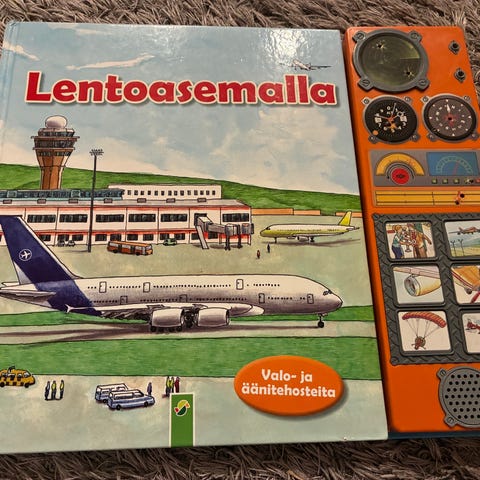 Lentoasemalla
Valo- ja
äänitehosteita